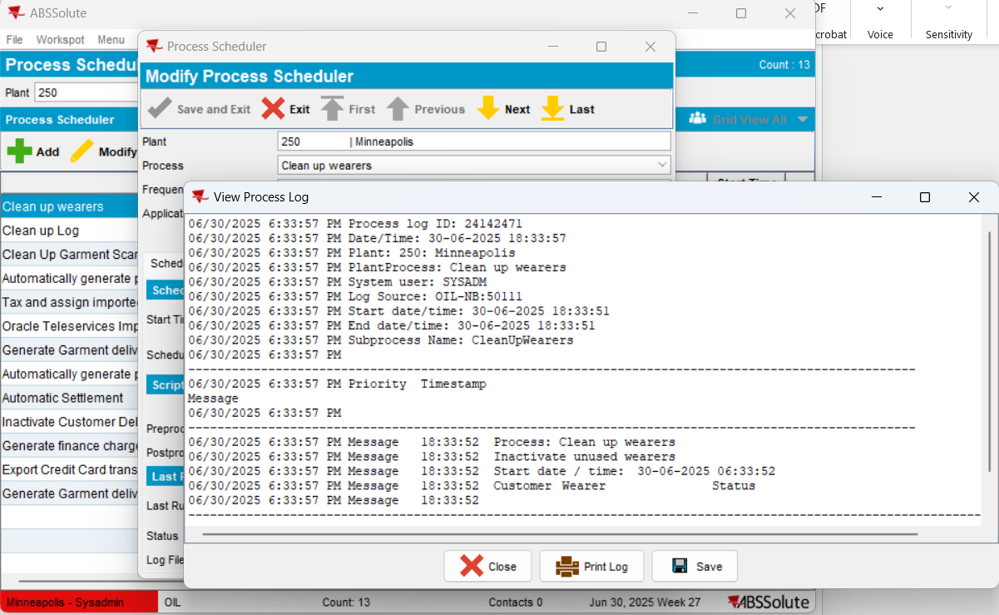 ABSSolute
DF
File Workspot Menu
crobat Voice Sensitivity
Process Scheduler
Process Schedul
Count : 13
Modify Process Scheduler
Plant 250
Save and Exit Exit First Previous Next Last
Process Scheduler
Grid View All
Plant 250 | Minneapolis
Add Modify
Process Clean up wearers
Start Time
Frequen
View Process Log
Clean up wearers
Applicat
Clean up Log
Clean Up Garment Scar
Automatically generate p
Tax and assign importe
Oracle Teleservices Imp
Generate Garment deliv
Automatically generate p
Automatic Settlement
Inactivate Customer Del
Generate finance charge
Export Credit Card trans
Generate Garment deliv
Sched
Sched
Start Ti
Schedu
Script
Preproc
Postpro
Last R
Last Ru
Status
Log File
06/30/2025 6:33:57 PM Process log ID: 24142471
06/30/2025 6:33:57 PM Date/Time: 30-06-2025 18:33:57
06/30/2025 6:33:57 PM Plant: 250: Minneapolis
06/30/2025 6:33:57 PM PlantProcess: Clean up wearers
06/30/2025 6:33:57 PM System user: SYSADM
06/30/2025 6:33:57 PM Log Source: OIL-NB:50111
06/30/2025 6:33:57 PM Start date/time: 30-06-2025 18:33:51
06/30/2025 6:33:57 PM End date/time: 30-06-2025 18:33:51
06/30/2025 6:33:57 PM Subprocess Name: CleanUpWearers
06/30/2025 6:33:57 PM
----------------------------------------------------------------------------------------------------
06/30/2025 6:33:57 PM Priority Timestamp
Message
06/30/2025 6:33:57 PM
----------------------------------------------------------------------------------------------------
06/30/2025 6:33:57 PM Message 18:33:52 Process: Clean up wearers
06/30/2025 6:33:57 PM Message 18:33:52 Inactivate unused wearers
06/30/2025 6:33:57 PM Message 18:33:52 Start date / time: 30-06-2025 06:33:52
06/30/2025 6:33:57 PM Message 18:33:52 Customer Wearer Status
06/30/2025 6:33:57 PM Message 18:33:52
-------------------------------------------------------------------------------------------------------------
Close Print Log Save
Minneapolis - Sysadmin OIL Count: 13 Contacts 0 Jun 30, 2025 Week 27 ABSSolute